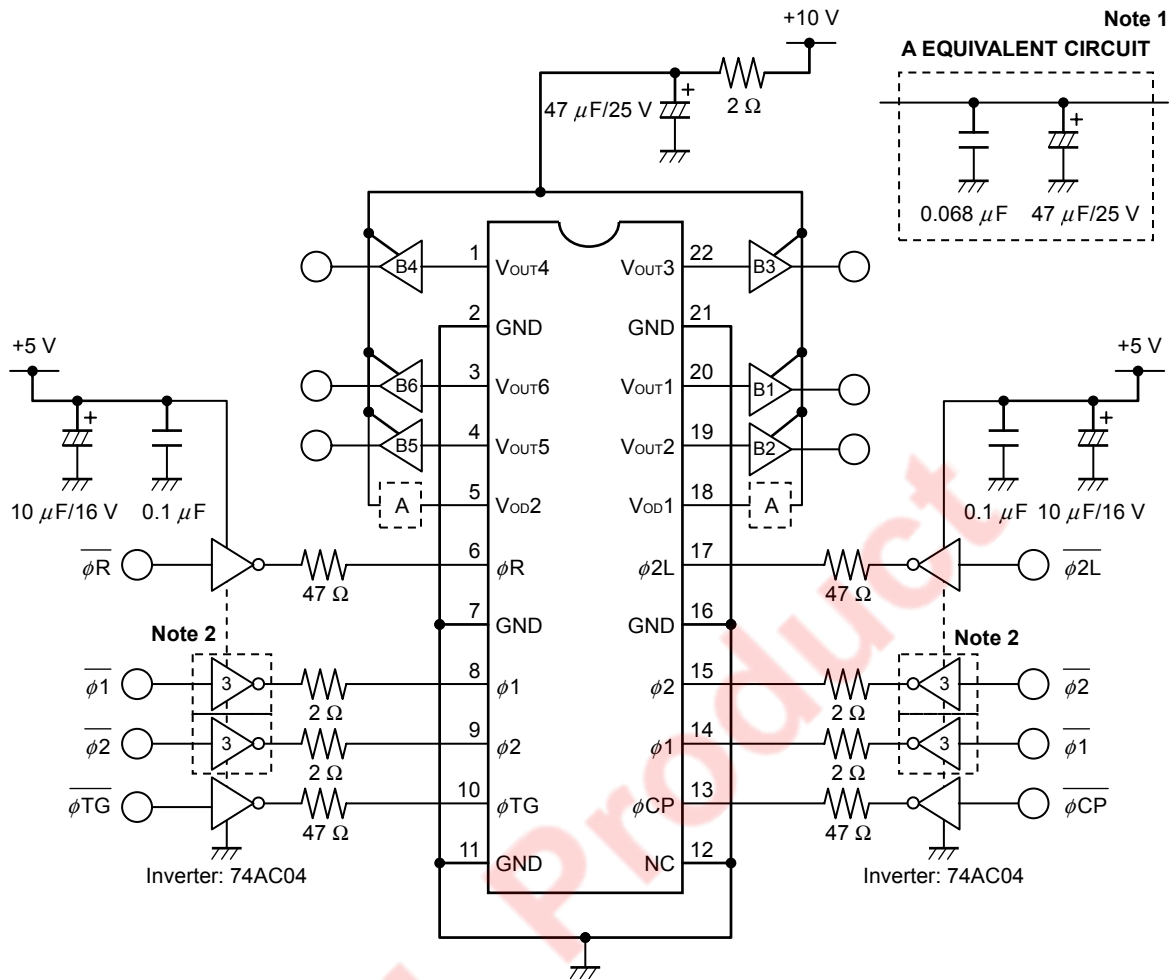 +10 V
Note 1
A EQUIVALENT CIRCUIT
47 μF/25 V
2 Ω
0.068 μF 47 μF/25 V
B4 1 VOUT4 VOUT3 22 B3
2 GND GND 21
+5 V
+5 V
B6 3 VOUT6 VOUT1 20 B1
B5 4 VOUT5 VOUT2 19 B2
10 μF/16 V 0.1 μF
A 5 VOD2 VOD1 18 A
0.1 μF 10 μF/16 V
φR 6 φR φ2L 17 φ2L
47 Ω 47 Ω
7 GND GND 16
Note 2
Note 2
φ1 3 8 φ1 φ2 15 3 φ2
2 Ω 2 Ω
φ2 3 9 φ2 φ1 14 3 φ1
2 Ω 2 Ω
φTG 10 φTG φCP 13 φCP
47 Ω 47 Ω
11 GND NC 12
Inverter: 74AC04
Inverter: 74AC04
Product